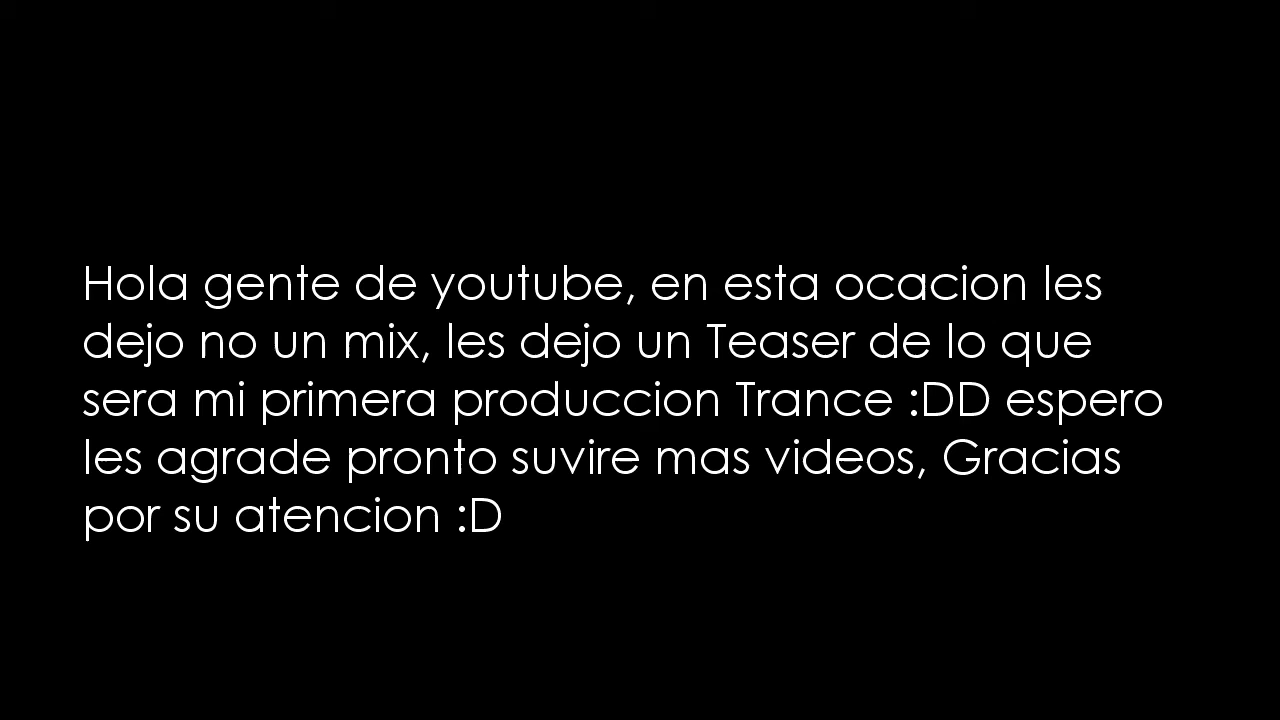 Hola gente de youtube, en esta ocacion les
dejo no un mix, les dejo un Teaser de lo que
sera mi primera produccion Trance :DD espero
les agrade pronto suvire mas videos, Gracias
por su atencion :D